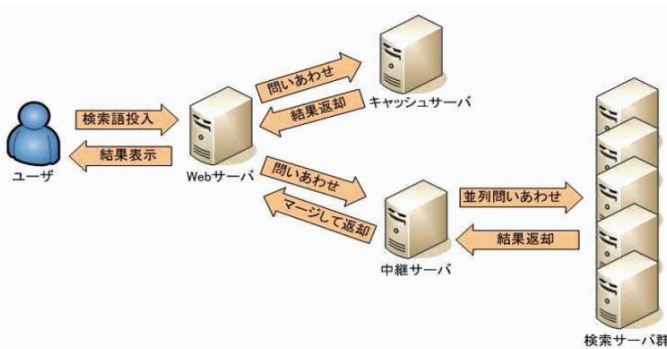 検索語投入
結果表示
ユーザ
Webサーバ
問いあわせ
結果返却
キャッシュサーバ
問いあわせ
マージして返却
中継サーバ
並列問いあわせ
結果返却
検索サーバ群